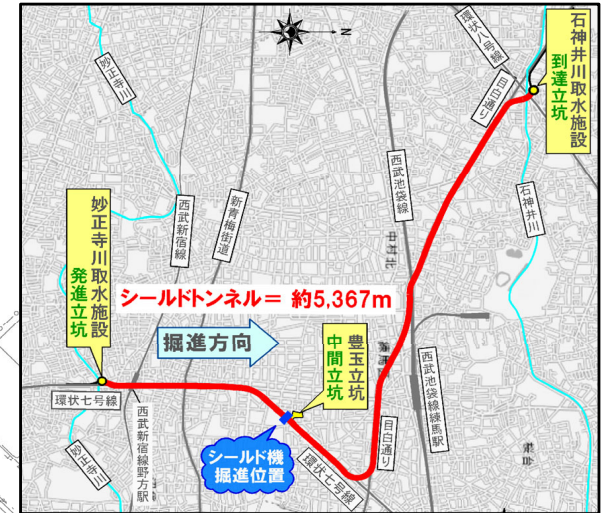 N
妙正寺川
環状八号線
目白通り
石神井川取水施設
到達立坑
西武新宿線
新青梅街道
西武池袋線
石神井川
中村北
妙正寺川取水施設
発進立坑
シールドトンネル= 約5,367m
掘進方向
豊玉立坑
中間立坑
西武池袋線練馬駅
環状七号線
西武新宿線野方駅
目白通り
シールド機
掘進位置
環状七号線
妙正寺川